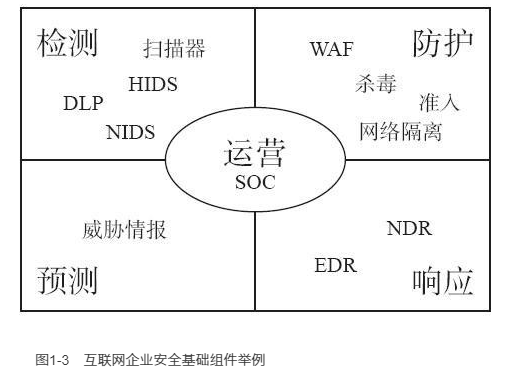 检测
扫描器
HIDS
DLP
NIDS
WAF
防护
杀毒
准入
网络隔离
运营
SOC
威胁情报
预测
NDR
EDR
响应
图1-3 互联网企业安全基础组件举例